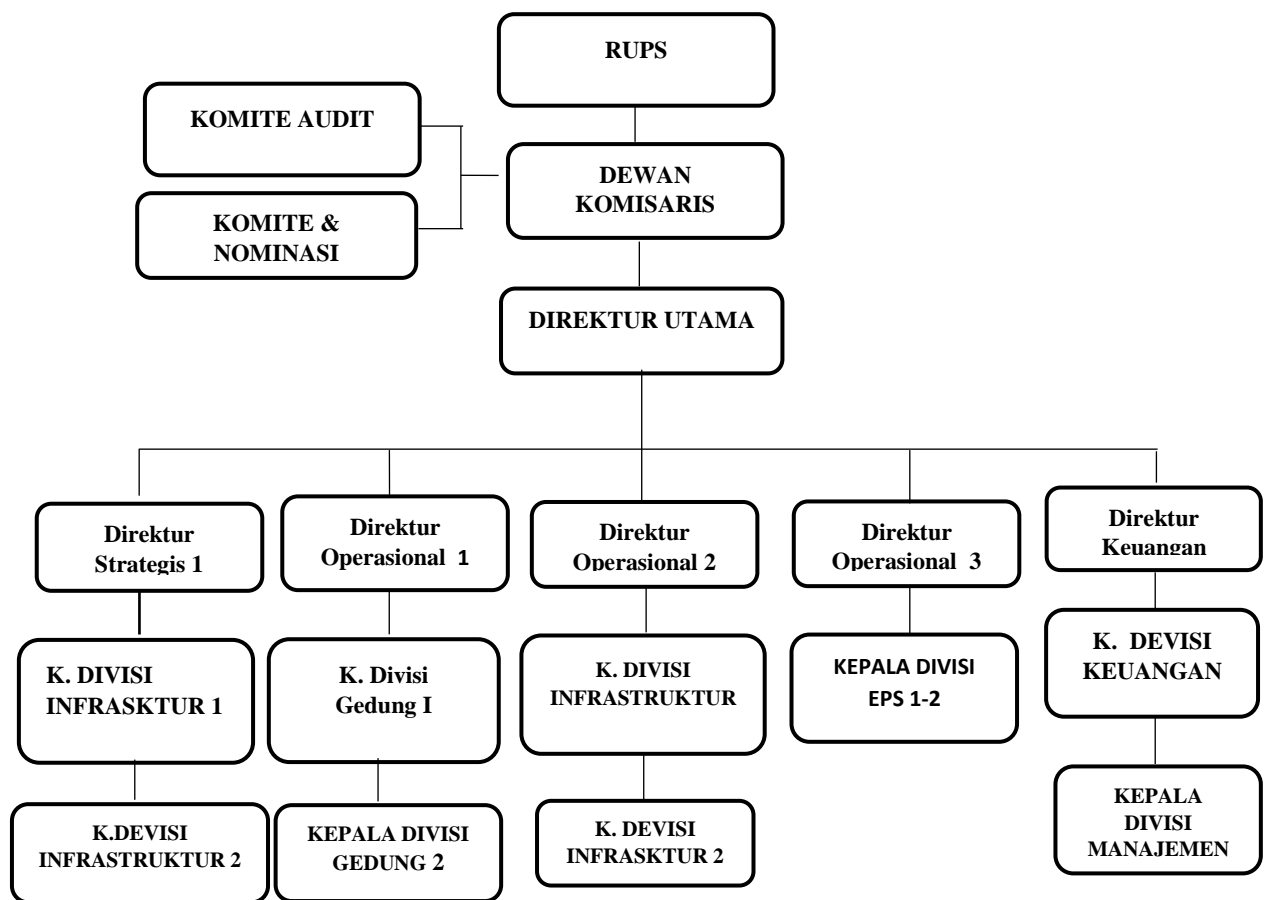 RUPS
KOMITE AUDIT
DEWAN
KOMISARIS
KOMITE &
NOMINASI
DIREKTUR UTAMA
Direktur
Strategis 1
Direktur
Operasional 1
Direktur
Operasional 2
Direktur
Operasional 3
Direktur
Keuangan
K. DIVISI
INFRASKTUR 1
K. Divisi
Gedung I
K. DIVISI
INFRASTRUKTUR
KEPALA DIVISI
EPS 1-2
K. DEVISI
KEUANGAN
K.DEVISI
INFRASTRUKTUR 2
KEPALA DIVISI
GEDUNG 2
K. DEVISI
INFRASKTUR 2
KEPALA
DIVISI
MANAJEMEN